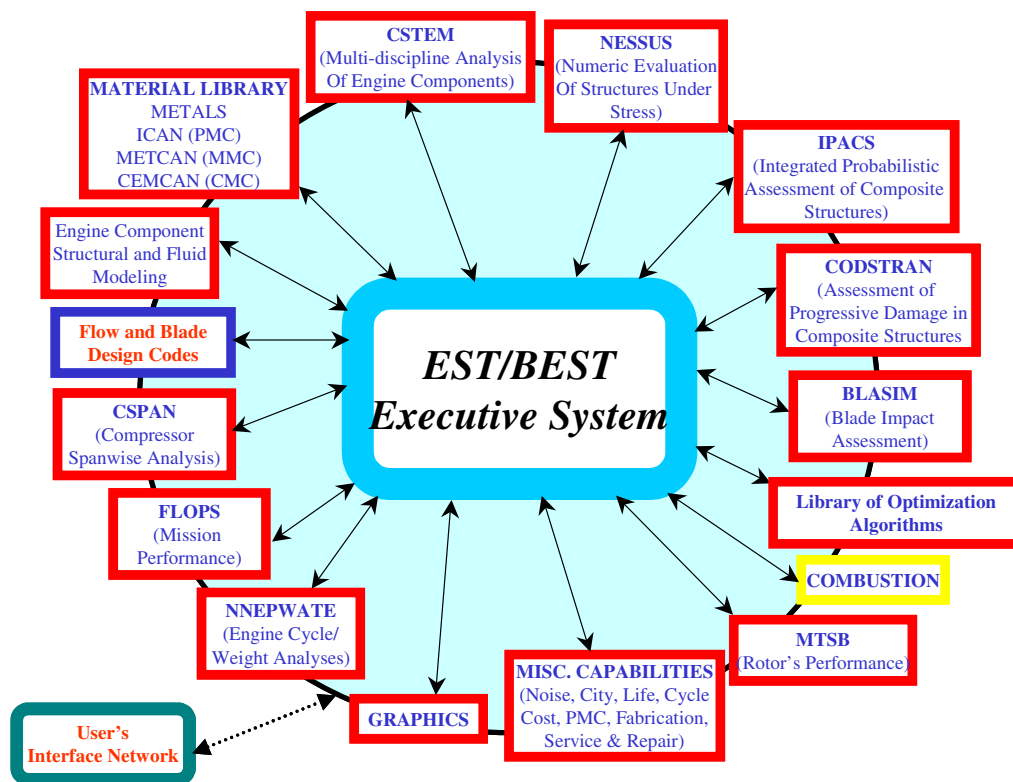 CSTEM
(Multi-discipline Analysis
Of Engine Components)
NESSUS
(Numeric Evaluation
Of Structures Under
Stress)
MATERIAL LIBRARY
METALS
ICAN (PMC)
METCAN (MMC)
CEMCAN (CMC)
IPACS
(Integrated Probabilistic
Assessment of Composite
Structures)
Engine Component
Structural and Fluid
Modeling
CODSTRAN
(Assessment of
Progressive Damage in
Composite Structures
Flow and Blade
Design Codes
EST/BEST
Executive System
BLASIM
(Blade Impact
Assessment)
CSPAN
(Compressor
Spanwise Analysis)
Library of Optimization
Algorithms
FLOPS
(Mission
Performance)
COMBUSTION
NNEPWATE
(Engine Cycle/
Weight Analyses)
MTSB
(Rotor's Performance)
MISC. CAPABILITIES
(Noise, City, Life, Cycle
Cost, PMC, Fabrication,
Service & Repair)
GRAPHICS
User's
Interface Network